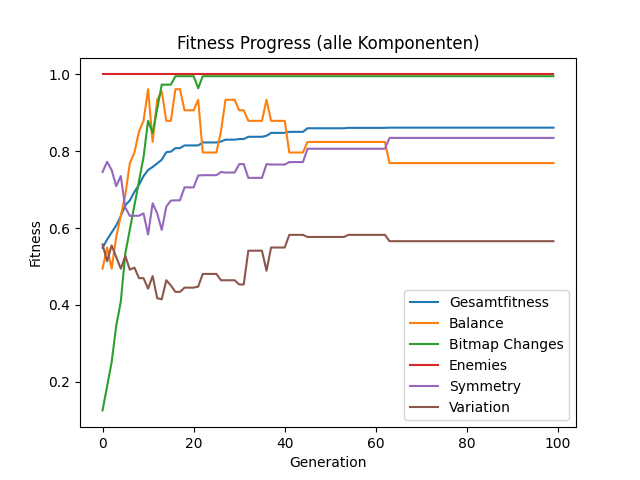 Fitness Progress (alle Komponenten)
1.0
0.8
0.6
0.4
0.2
Fitness
0 20 40 60 80 100
Generation
Gesamtfitness
Balance
Bitmap Changes
Enemies
Symmetry
Variation